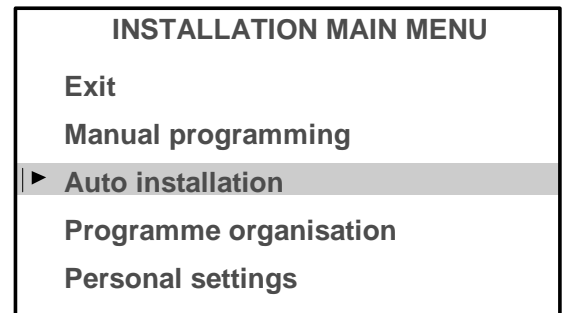 INSTALLATION MAIN MENU
Exit
Manual programming
Auto installation
Programme organisation
Personal settings